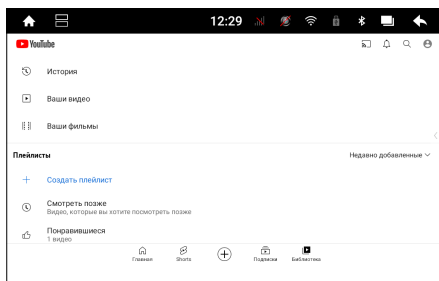 12:29
YouTube
История
Ваши видео
Ваши фильмы
Плейлисты
Недавно добавленные
Создать плейлист
Смотреть позже
Видео, которые вы хотите посмотреть позже
Понравившиеся
1 видео
Главная Shorts Подписки Библиотека